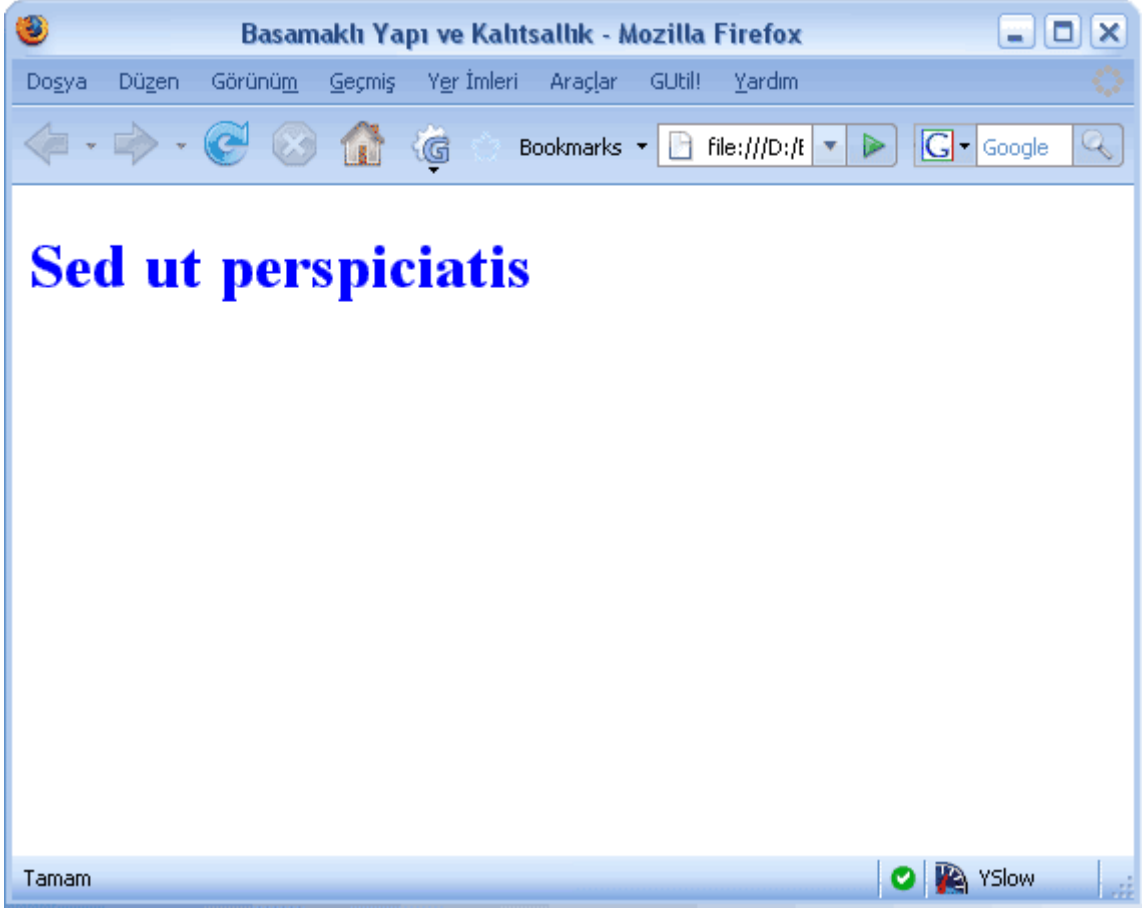 Basamaklı Yapı ve Kalıtsallık - Mozilla Firefox
Dosya Düzen Görünüm Geçmiş Yer İmleri Araçlar GUtil! Yardım
G Bookmarks file:///D:/E G Google
Sed ut perspiciatis
Tamam YSlow